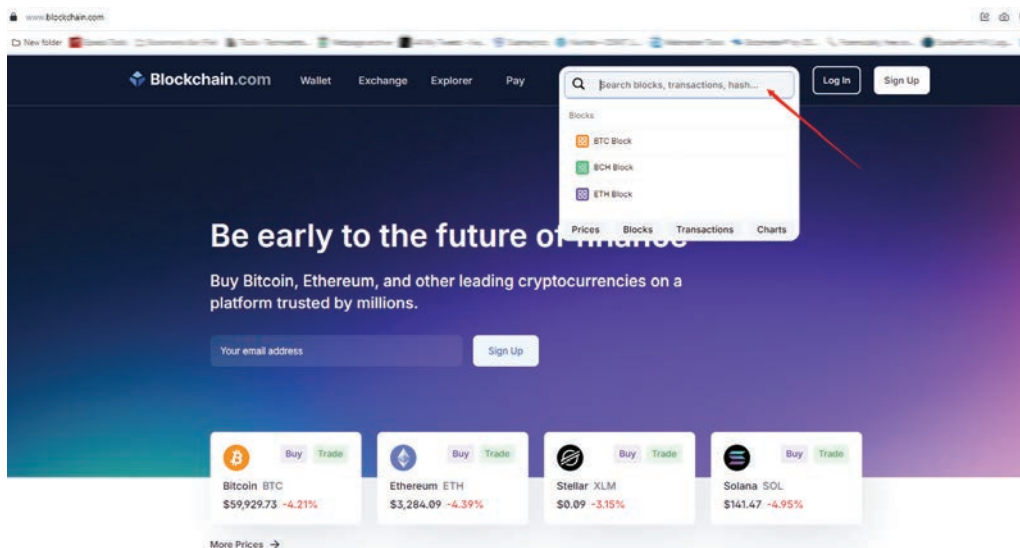 www.blockchain.com
New folder
Blockchain.com Wallet Exchange Explorer Pay
Search blocks, transactions, hash...
Log In Sign Up
Blocks
BTC Block
BCH Block
ETH Block
Prices Blocks Transactions Charts
Be early to the future of finance
Buy Bitcoin, Ethereum, and other leading cryptocurrencies on a
platform trusted by millions.
Your email address Sign Up
Buy Trade Buy Trade Buy Trade Buy Trade
Bitcoin BTC Ethereum ETH Stellar XLM Solana SOL
$59,929.73 -4.21% $3,284.09 -4.39% $0.09 -3.15% $141.47 -4.95%
More Prices →